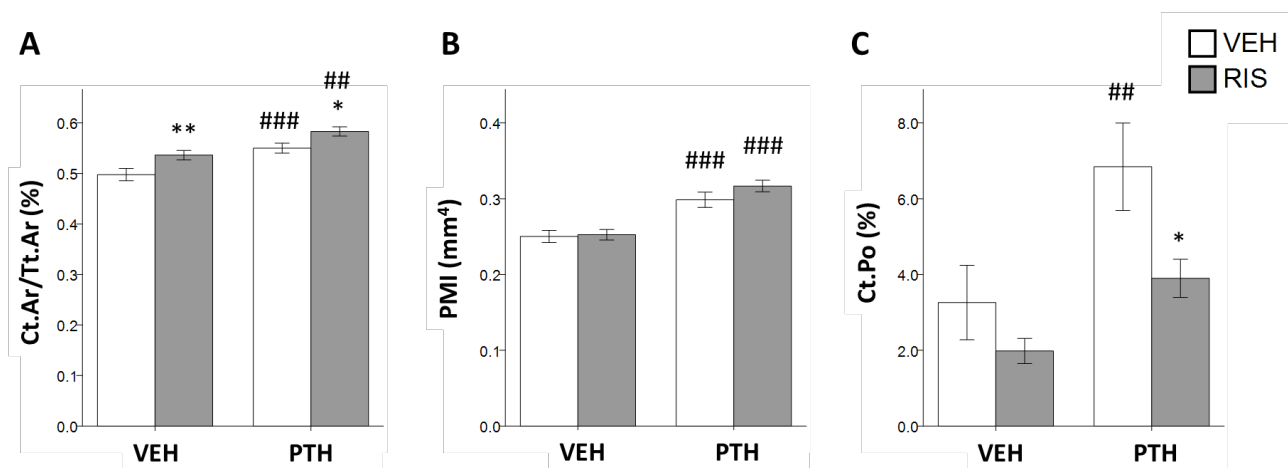 A
B
C
VEH
RIS
Ct.Ar/Tt.Ar (%)
0.6
0.5
0.4
0.3
0.2
0.1
0.0
**
###
##
*
VEH
PTH
PMI (mm⁴)
0.4
0.3
0.2
0.1
0.0
###
###
VEH
PTH
Ct.Po (%)
8.0
6.0
4.0
2.0
0.0
##
*
VEH
PTH